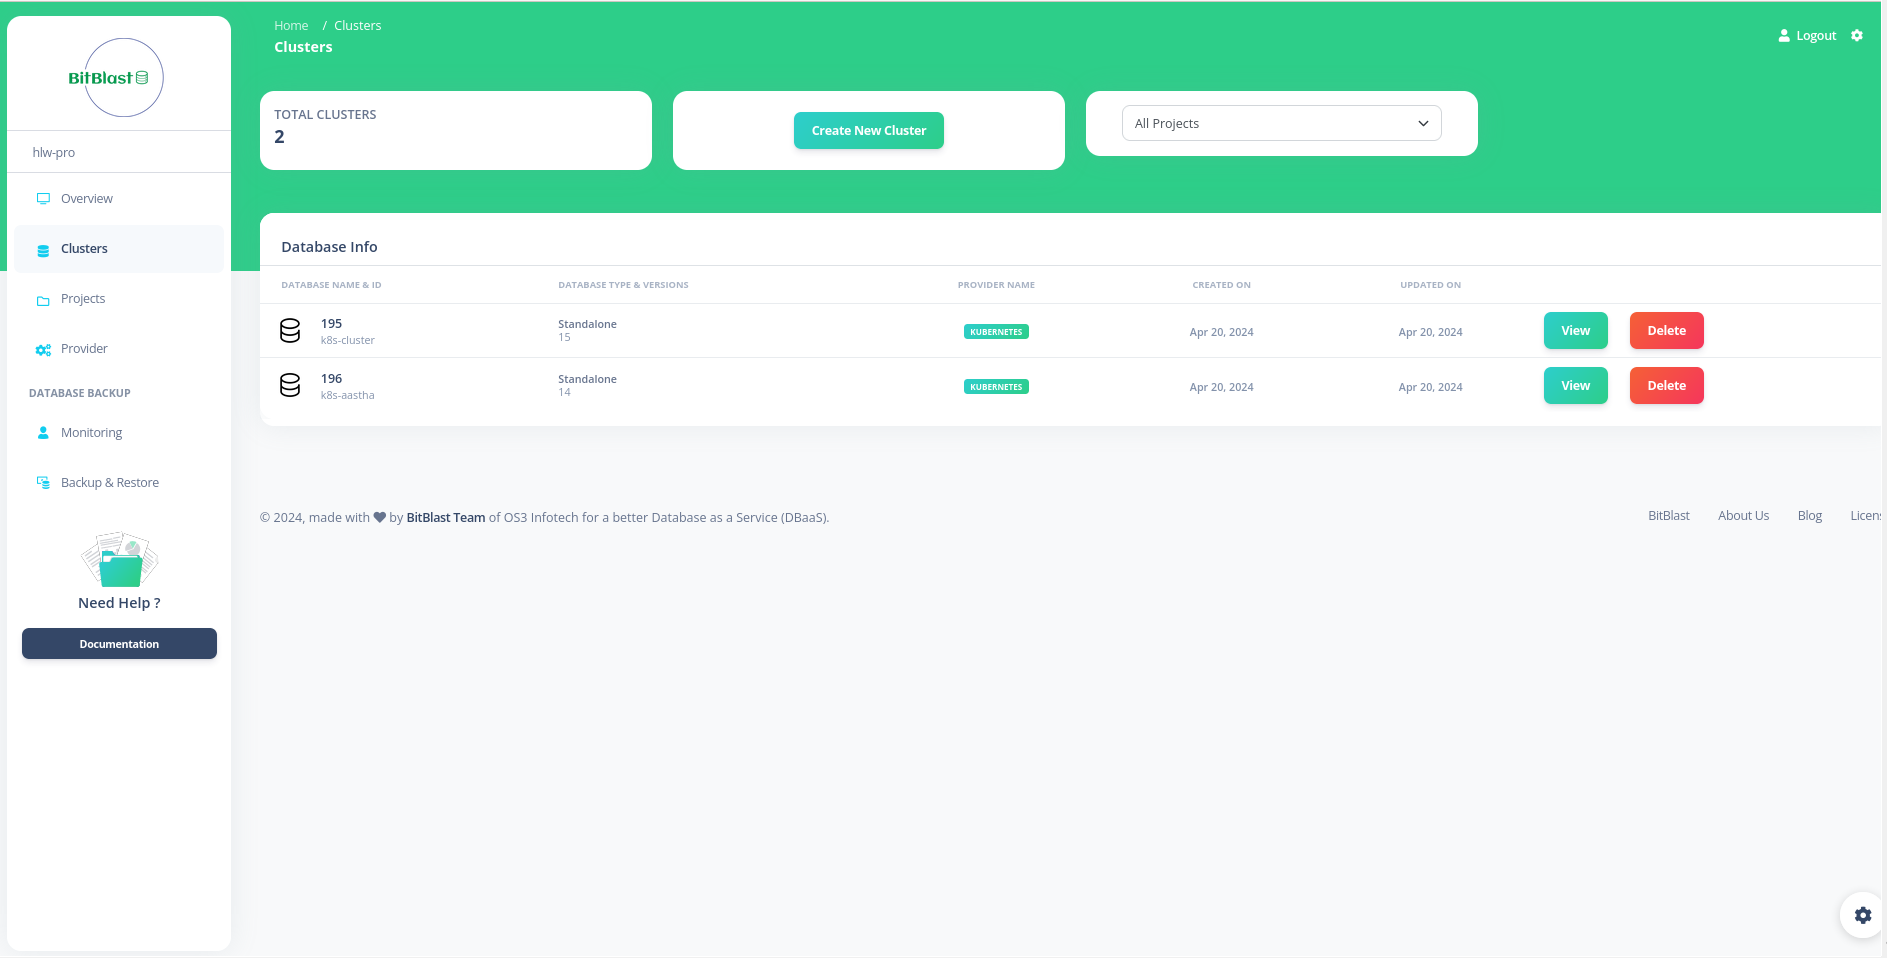 BitBlast
hlw-pro
Overview
Clusters
Projects
Provider
DATABASE BACKUP
Monitoring
Backup & Restore
Need Help ?
Documentation
Home / Clusters
Clusters
Logout
TOTAL CLUSTERS
2
Create New Cluster
All Projects
Database Info
DATABASE NAME & ID DATABASE TYPE & VERSIONS PROVIDER NAME CREATED ON UPDATED ON
195 Standalone KUBERNETES Apr 20, 2024 Apr 20, 2024 View Delete
k8s-cluster 15
196 Standalone KUBERNETES Apr 20, 2024 Apr 20, 2024 View Delete
k8s-aastha 14
© 2024, made with by BitBlast Team of OS3 Infotech for a better Database as a Service (DBaaS).
BitBlast About Us Blog